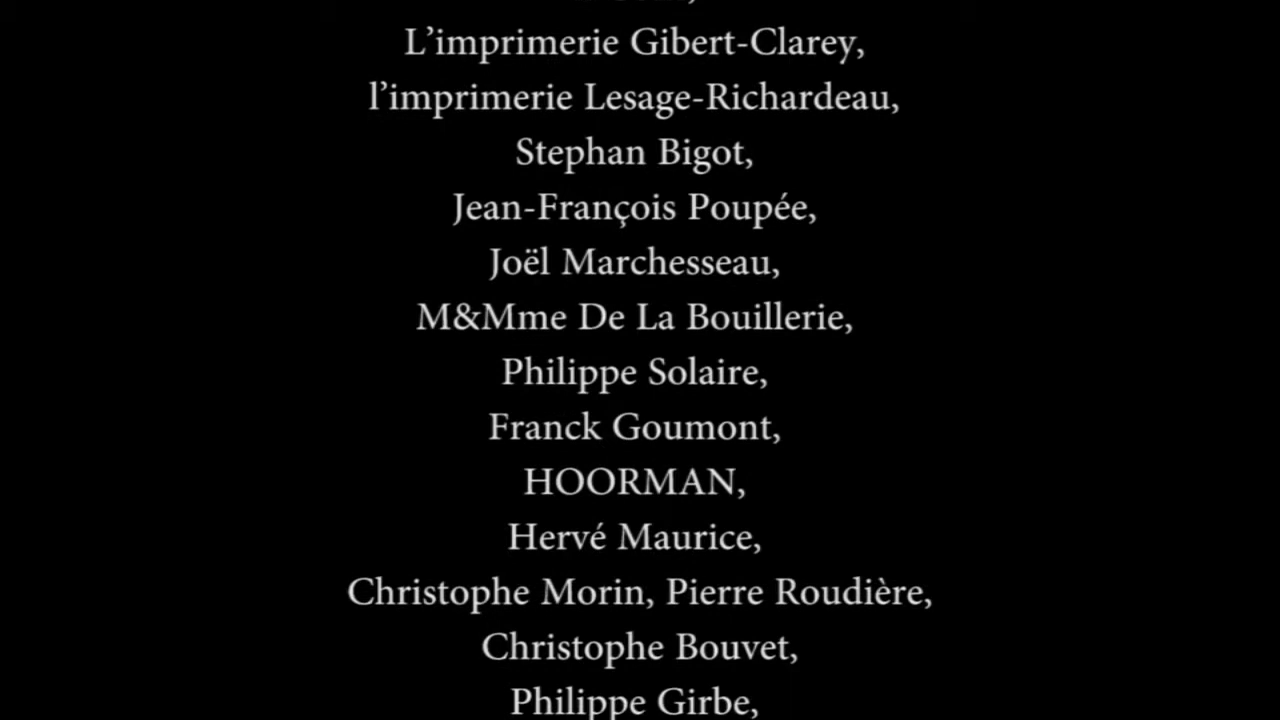 L’imprimerie Gibert-Clarey,
l’imprimerie Lesage-Richardeau,
Stephan Bigot,
Jean-François Poupée,
Joël Marchesseau,
M&Mme De La Bouillerie,
Philippe Solaire,
Franck Goumont,
HOORMAN,
Hervé Maurice,
Christophe Morin, Pierre Roudière,
Christophe Bouvet,
Philippe Girbe,